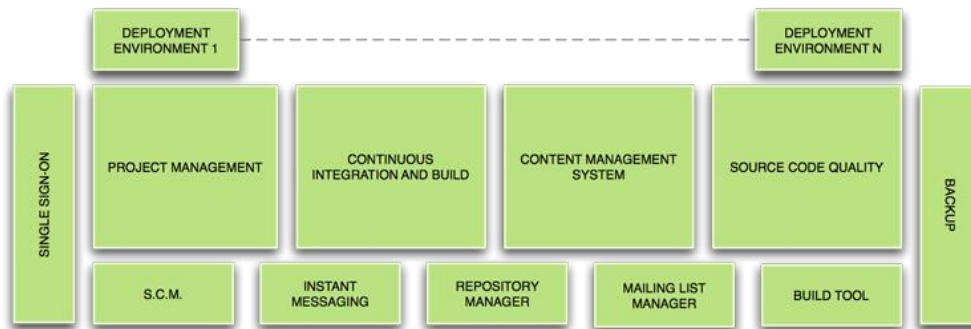 DEPLOYMENT
ENVIRONMENT 1
DEPLOYMENT
ENVIRONMENT N
SINGLE SIGN-ON
PROJECT MANAGEMENT
CONTINUOUS
INTEGRATION AND BUILD
CONTENT MANAGEMENT
SYSTEM
SOURCE CODE QUALITY
BACKUP
S.C.M.
INSTANT
MESSAGING
REPOSITORY
MANAGER
MAILING LIST
MANAGER
BUILD TOOL